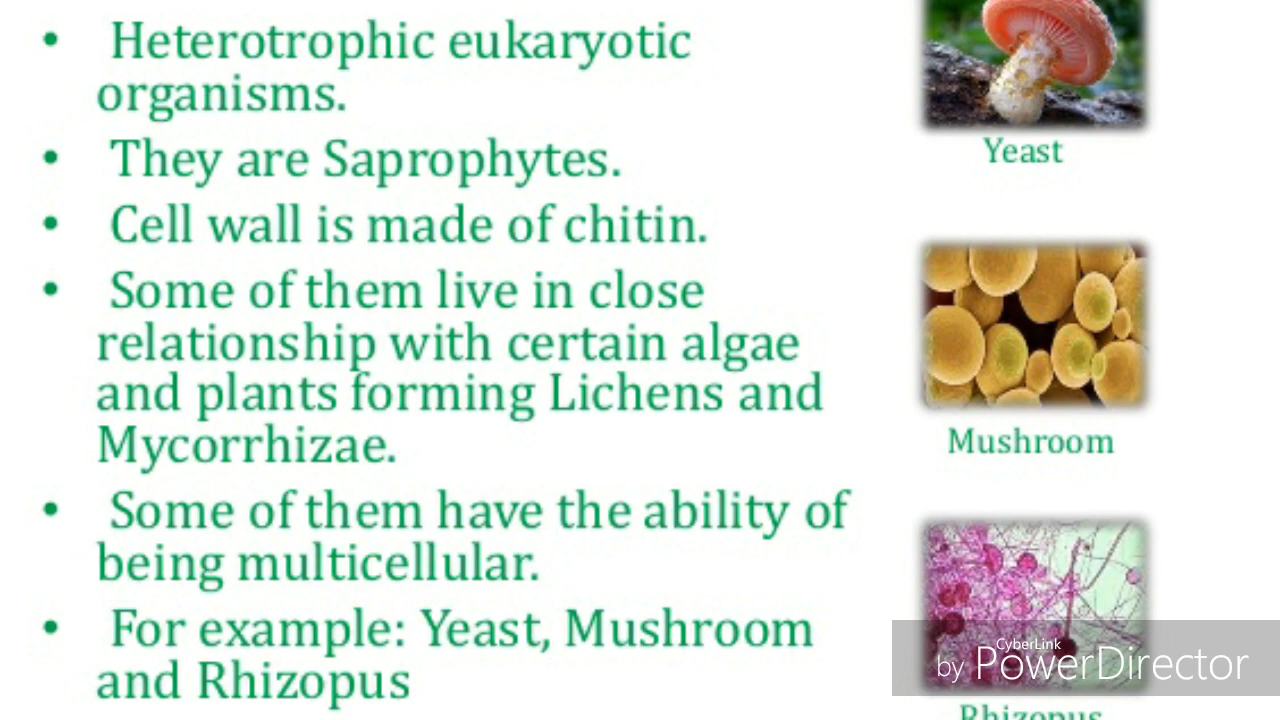 • Heterotrophic eukaryotic
organisms.
• They are Saprophytes.
• Cell wall is made of chitin.
• Some of them live in close
relationship with certain algae
and plants forming Lichens and
Mycorrhizae.
• Some of them have the ability of
being multicellular.
• For example: Yeast, Mushroom
and Rhizopus
Yeast
Mushroom
CyberLink
by PowerDirector
Rhizopus